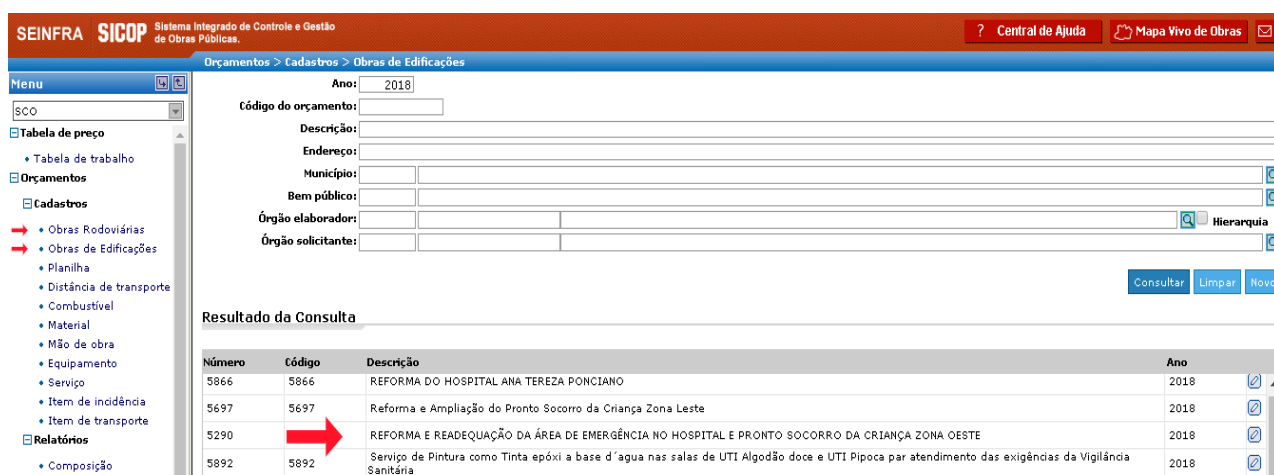 SEINFRA SICOP Sistema Integrado de Controle e Gestão
de Obras Públicas.
? Central de Ajuda
Mapa Vivo de Obras
Orçamentos > Cadastros > Obras de Edificações
Menu
SCO
Tabela de preço
Tabela de trabalho
Orçamentos
Cadastros
Obras Rodoviárias
Obras de Edificações
Planilha
Distância de transporte
Combustível
Material
Mão de obra
Equipamento
Serviço
Item de incidência
Item de transporte
Relatórios
Composição
Ano: 2018
Código do orçamento:
Descrição:
Endereço:
Município:
Bem público:
Órgão elaborador: Hierarquia
Órgão solicitante:
Consultar Limpar Novo
Resultado da Consulta
Número Código Descrição Ano
5866 5866 REFORMA DO HOSPITAL ANA TEREZA PONCIANO 2018
5697 5697 Reforma e Ampliação do Pronto Socorro da Criança Zona Leste 2018
5290 REFORMA E READEQUAÇÃO DA ÁREA DE EMERGÊNCIA NO HOSPITAL E PRONTO SOCORRO DA CRIANÇA ZONA OESTE 2018
5892 5892 Serviço de Pintura como Tinta epóxi a base d´agua nas salas de UTI Algodão doce e UTI Pipoca par atendimento das exigências da Vigilância 2018
Sanitária